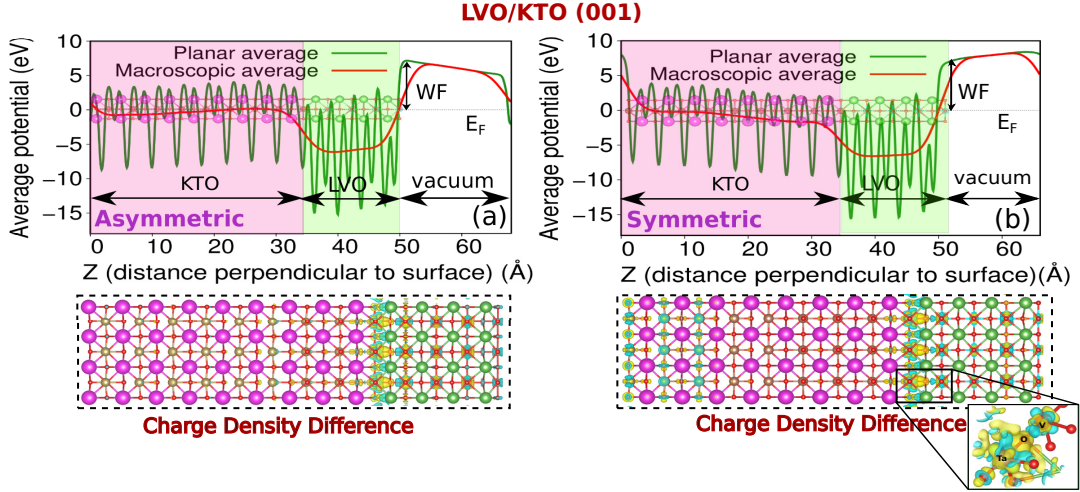 LVO/KTO (001)
Average potential (eV)
10
5
0
−5
−10
−15
Planar average
Macroscopic average
WF
E_F
KTO
LVO
vacuum
Asymmetric
(a)
0 10 20 30 40 50 60
Z (distance perpendicular to surface) (Å)
Average potential (eV)
10
5
0
−5
−10
−15
Planar average
Macroscopic average
WF
E_F
KTO
LVO
vacuum
Symmetric
(b)
0 10 20 30 40 50 60
Z (distance perpendicular to surface)(Å)
Charge Density Difference
Charge Density Difference
V
O
Ta